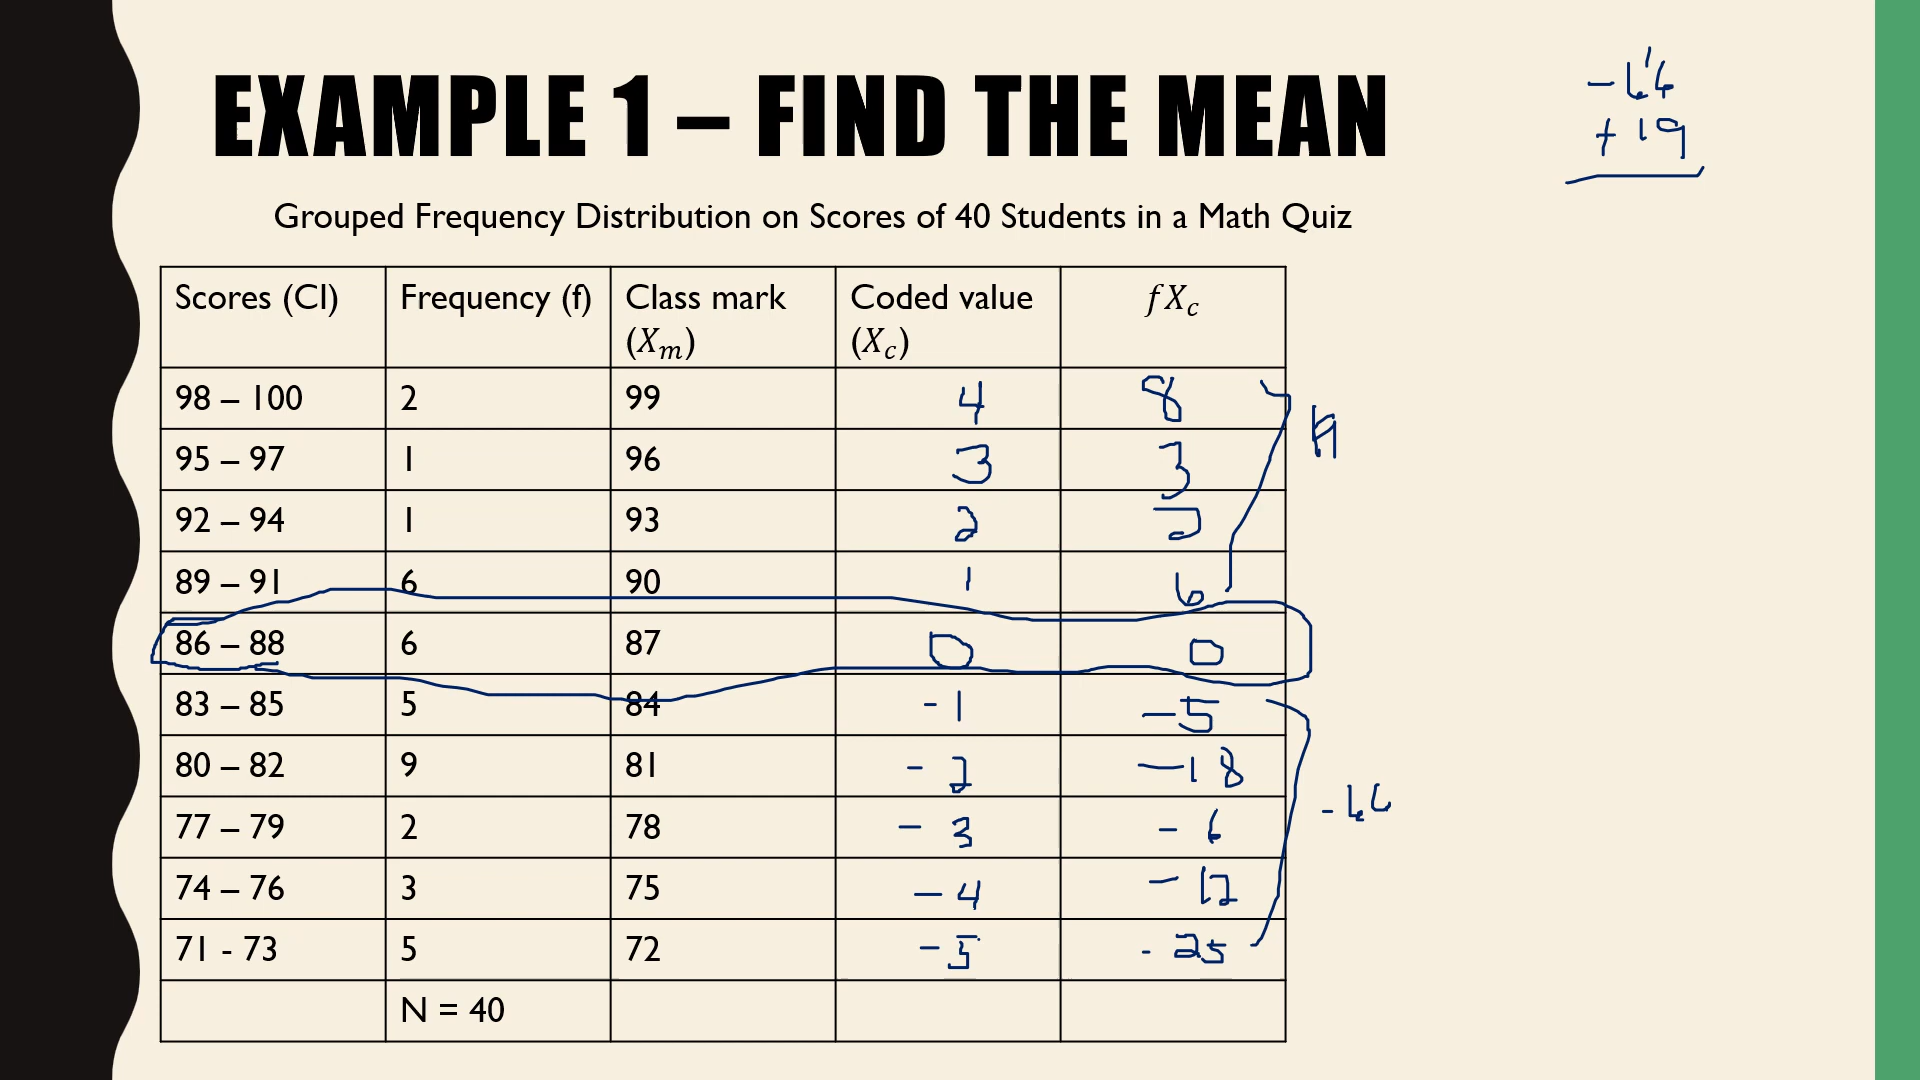 EXAMPLE 1 – FIND THE MEAN
-66
+19
Grouped Frequency Distribution on Scores of 40 Students in a Math Quiz
Scores (CI) Frequency (f) Class mark (Xₘ) Coded value (X꜀) fX꜀
98 – 100 2 99 4 8
95 – 97 1 96 3 3
92 – 94 1 93 2 2
89 – 91 6 90 1 6
86 – 88 6 87 0 0
83 – 85 5 84 -1 -5
80 – 82 9 81 -2 -18
77 – 79 2 78 -3 -6
-66
74 – 76 3 75 -4 -12
71 - 73 5 72 -5 -25
N = 40